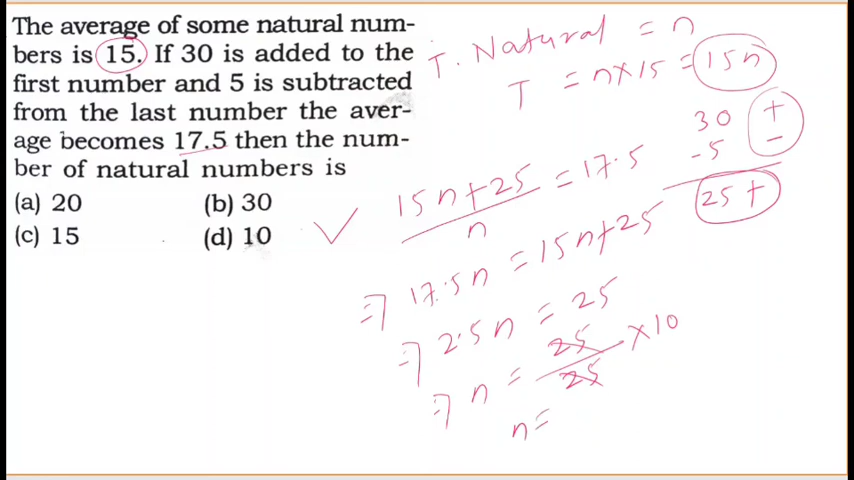 The average of some natural num-
bers is 15. If 30 is added to the
first number and 5 is subtracted
from the last number the aver-
age becomes 17.5 then the num-
ber of natural numbers is
(a) 20 (b) 30
(c) 15 (d) 10
T. Natural = n
T = n×15 = 15n
30 +
-5 -
25 +
15n+25 / n = 17.5
⇒ 17.5n = 15n+25
⇒ 2.5n = 25
⇒ n = 25/25 ×10
n =